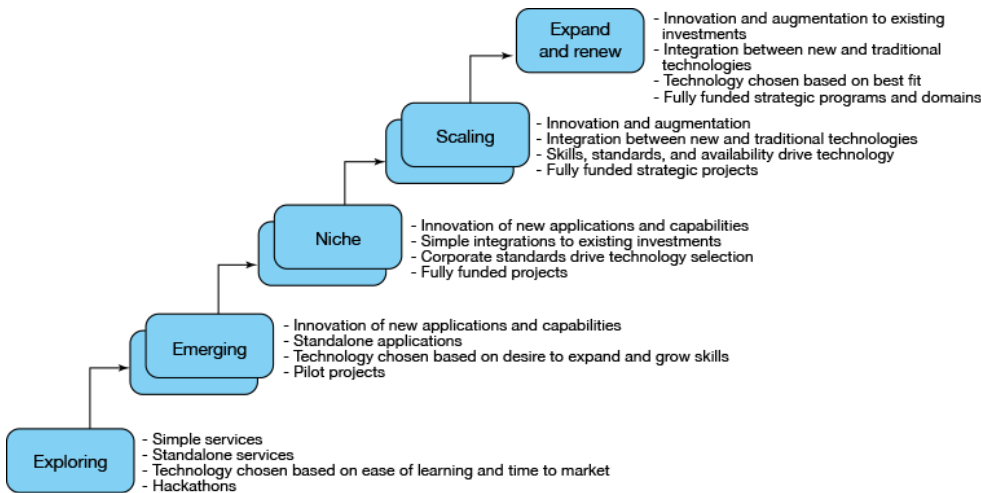 Expand
and renew
- Innovation and augmentation to existing
investments
- Integration between new and traditional
technologies
- Technology chosen based on best fit
- Fully funded strategic programs and domains
Scaling
- Innovation and augmentation
- Integration between new and traditional technologies
- Skills, standards, and availability drive technology
- Fully funded strategic projects
Niche
- Innovation of new applications and capabilities
- Simple integrations to existing investments
- Corporate standards drive technology selection
- Fully funded projects
Emerging
- Innovation of new applications and capabilities
- Standalone applications
- Technology chosen based on desire to expand and grow skills
- Pilot projects
Exploring
- Simple services
- Standalone services
- Technology chosen based on ease of learning and time to market
- Hackathons